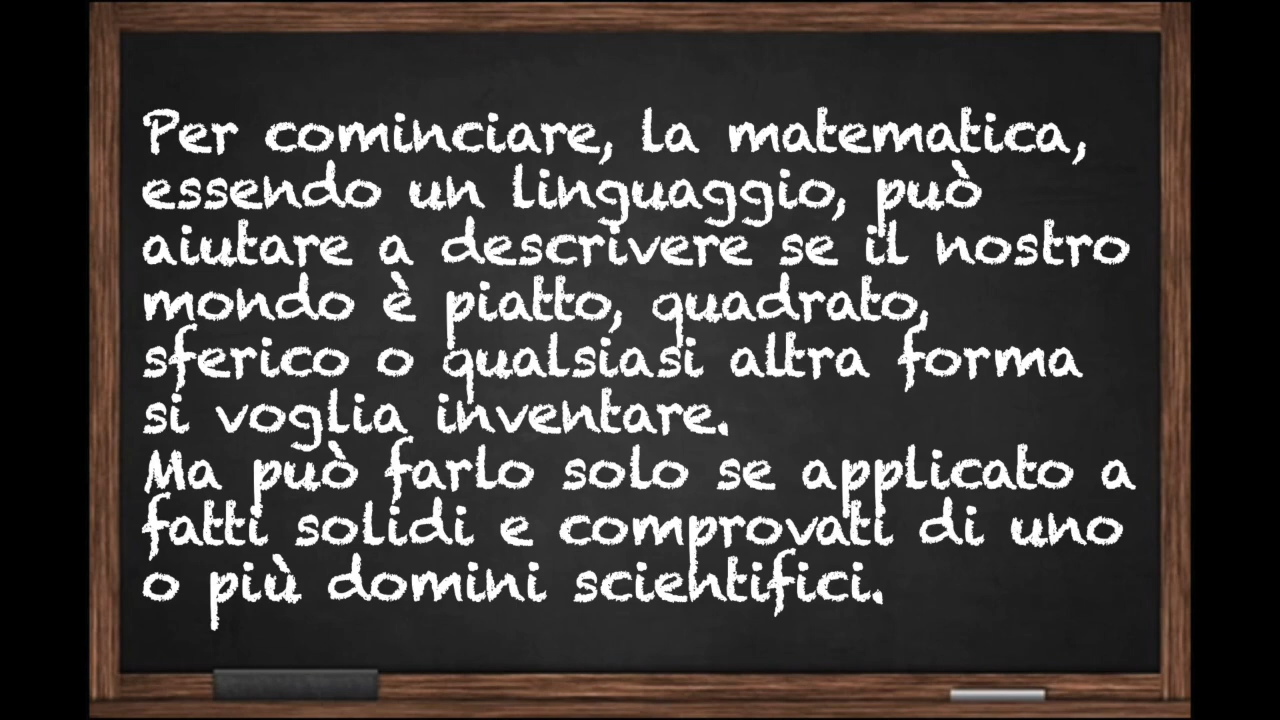 Per cominciare, la matematica,
essendo un linguaggio, può
aiutare a descrivere se il nostro
mondo è piatto, quadrato,
sferico o qualsiasi altra forma
si voglia inventare.
Ma può farlo solo se applicato a
fatti solidi e comprovati di uno
o più domini scientifici.